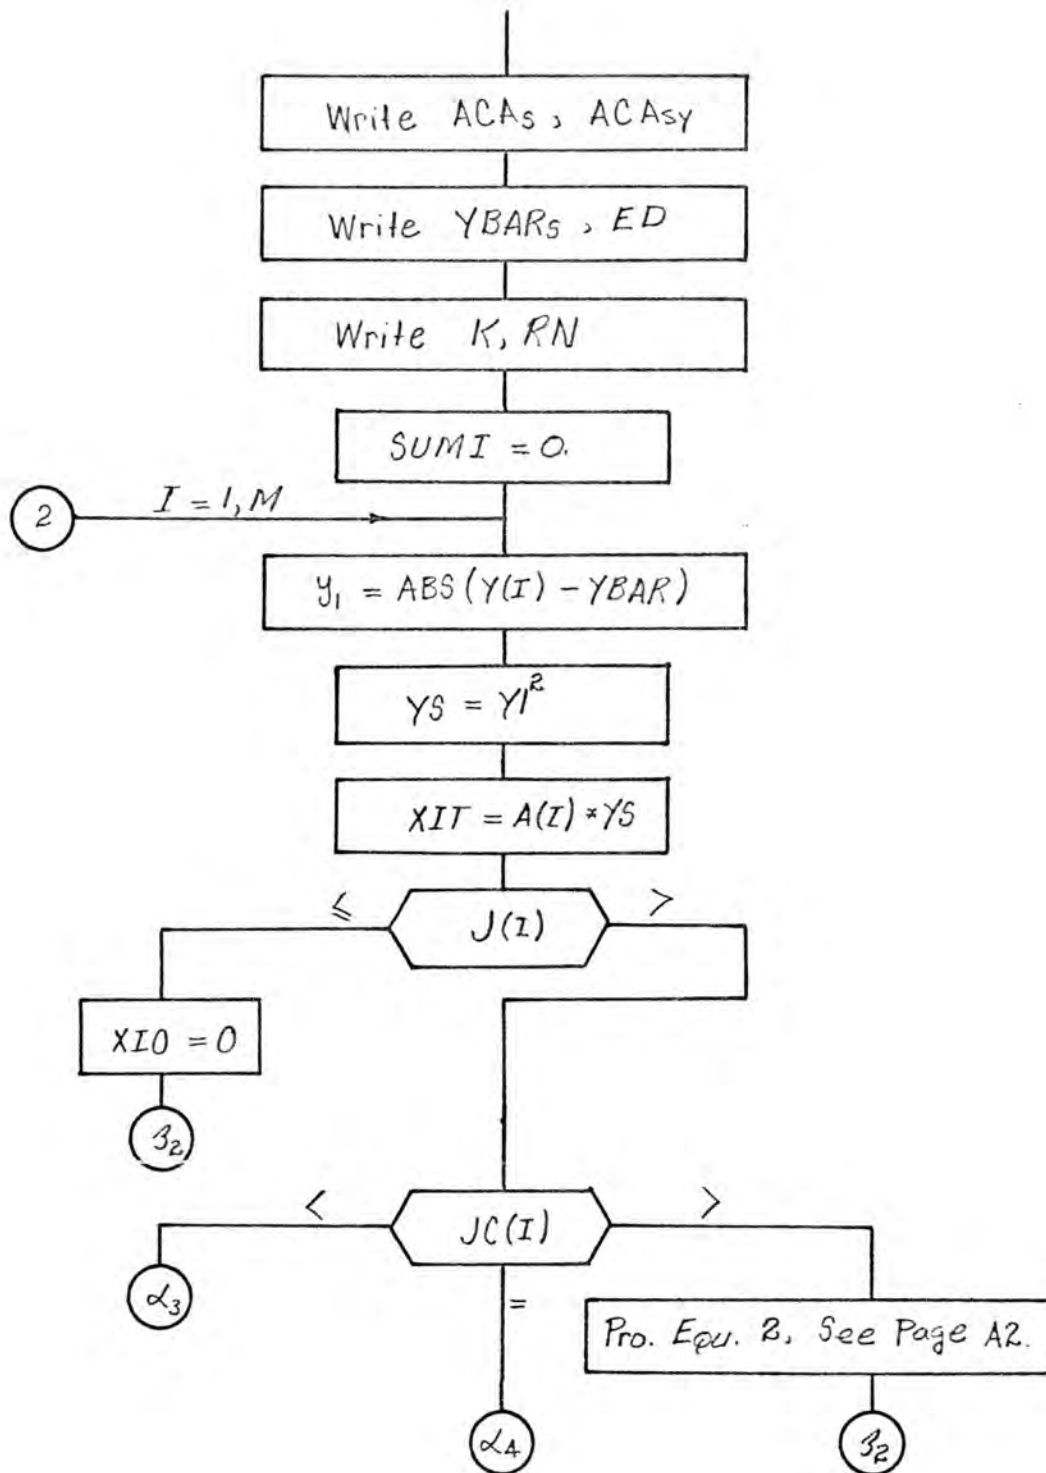 Write ACAs, ACAsy
Write YBARs, ED
Write K, RN
SUMI = 0.
2
I = 1, M
y₁ = ABS(Y(I) - YBAR)
YS = YI²
XIT = A(I) * YS
≤
J(I)
>
XIO = 0
β₂
<
JC(I)
>
α₃
=
Pro. Equ. 2, See Page A2.
α₄
β₂